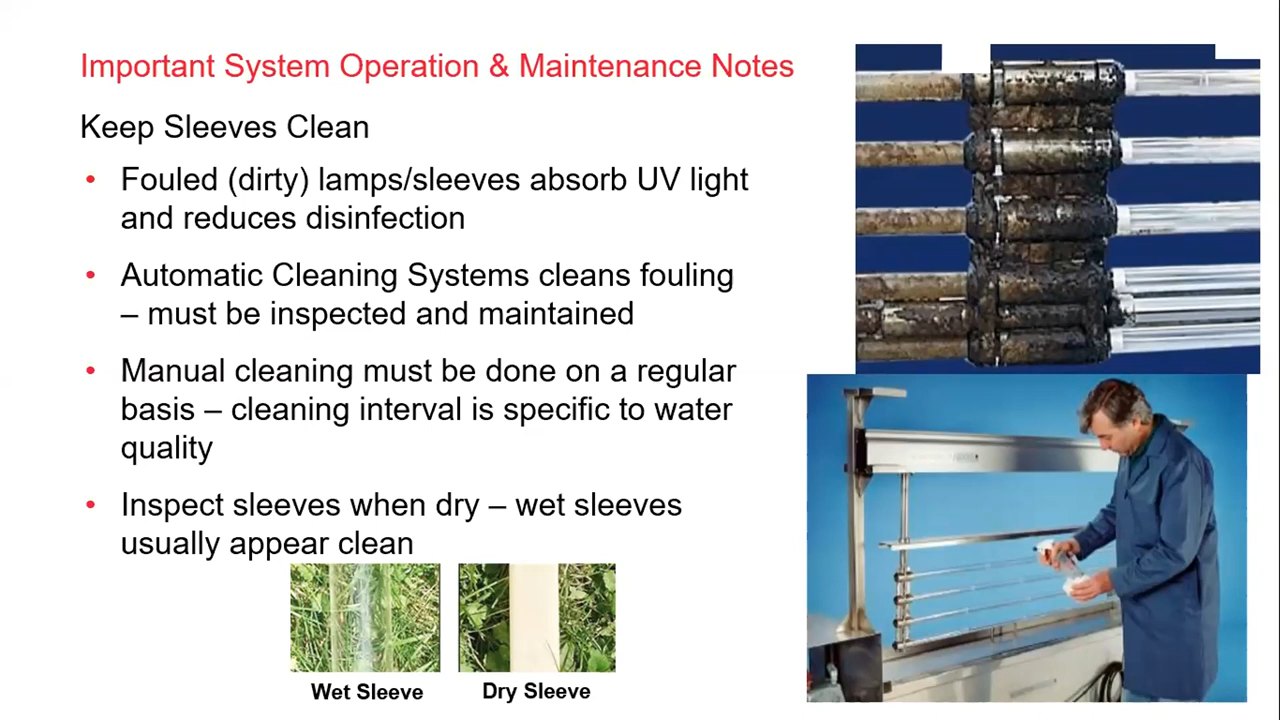 Important System Operation & Maintenance Notes
Keep Sleeves Clean
• Fouled (dirty) lamps/sleeves absorb UV light
and reduces disinfection
• Automatic Cleaning Systems cleans fouling
– must be inspected and maintained
• Manual cleaning must be done on a regular
basis – cleaning interval is specific to water
quality
• Inspect sleeves when dry – wet sleeves
usually appear clean
Wet Sleeve
Dry Sleeve